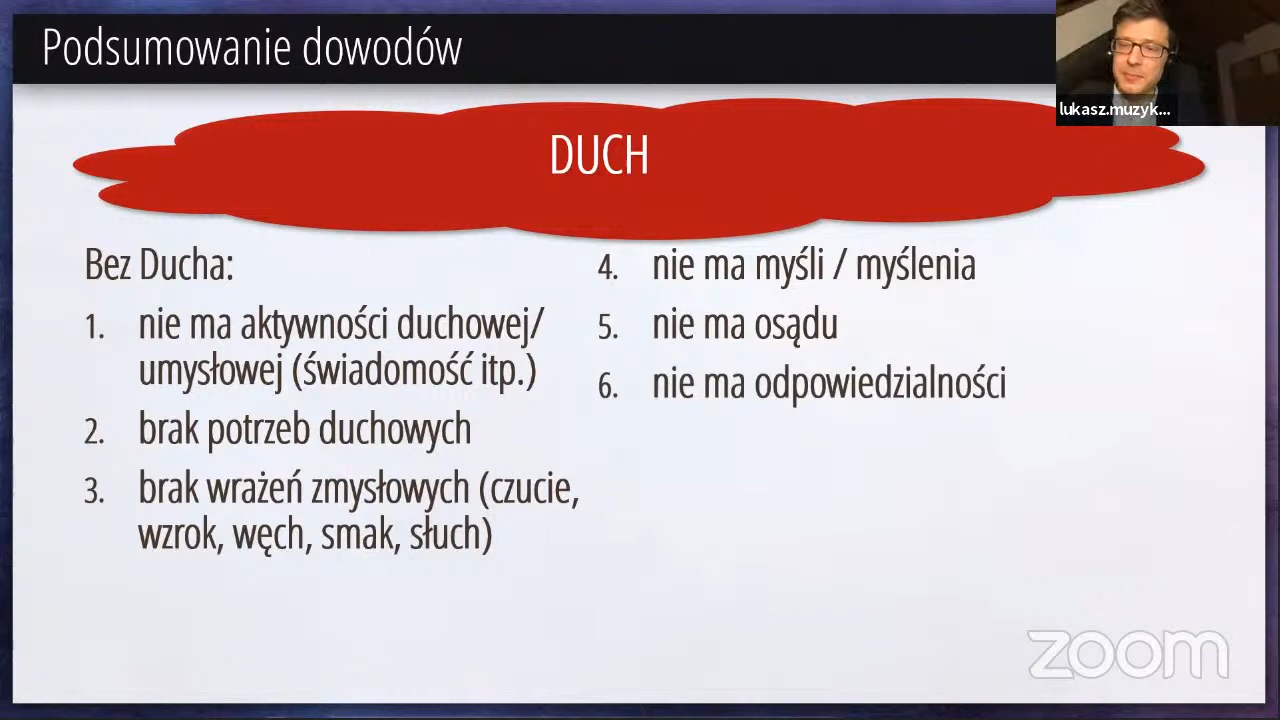 Podsumowanie dowodów
lukasz.muzyk...
DUCH
Bez Ducha:
1. nie ma aktywności duchowej/
umysłowej (świadomość itp.)
2. brak potrzeb duchowych
3. brak wrażeń zmysłowych (czucie,
wzrok, węch, smak, słuch)
4. nie ma myśli / myślenia
5. nie ma osądu
6. nie ma odpowiedzialności
zoom